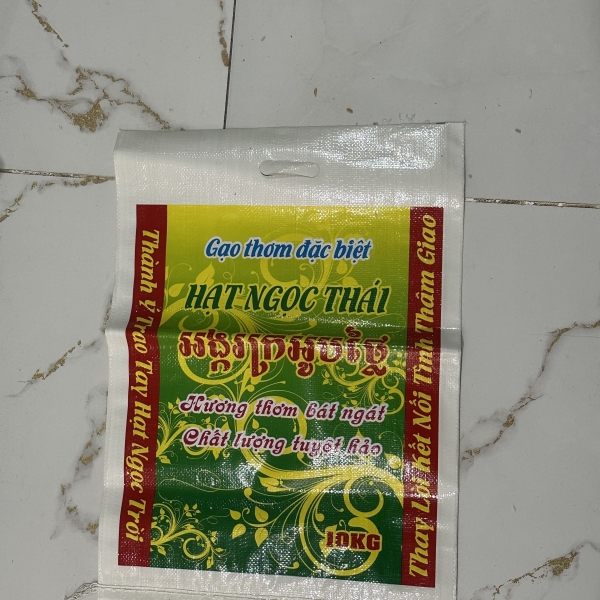 Gạo thơm đặc biệt
HẠT NGỌC THÁI
អង្ករក្រអូបថ្លៃ
Hương thơm bát ngát
Chất lượng tuyệt hảo
10KG
Thành Ý Trao Tay Hạt Ngọc Trời
Thay Lời Kết Nối Tình Thâm Giao